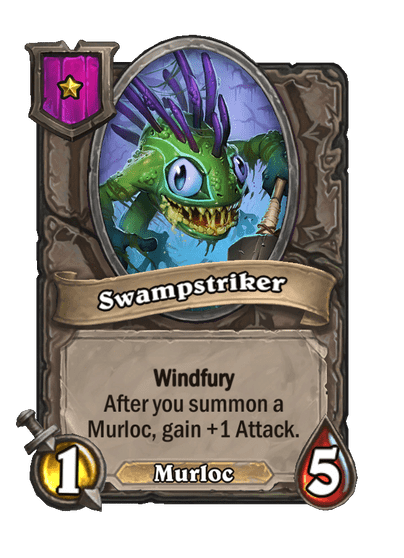 Swampstriker
Windfury
After you summon a
Murloc, gain +1 Attack.
1
Murloc
5